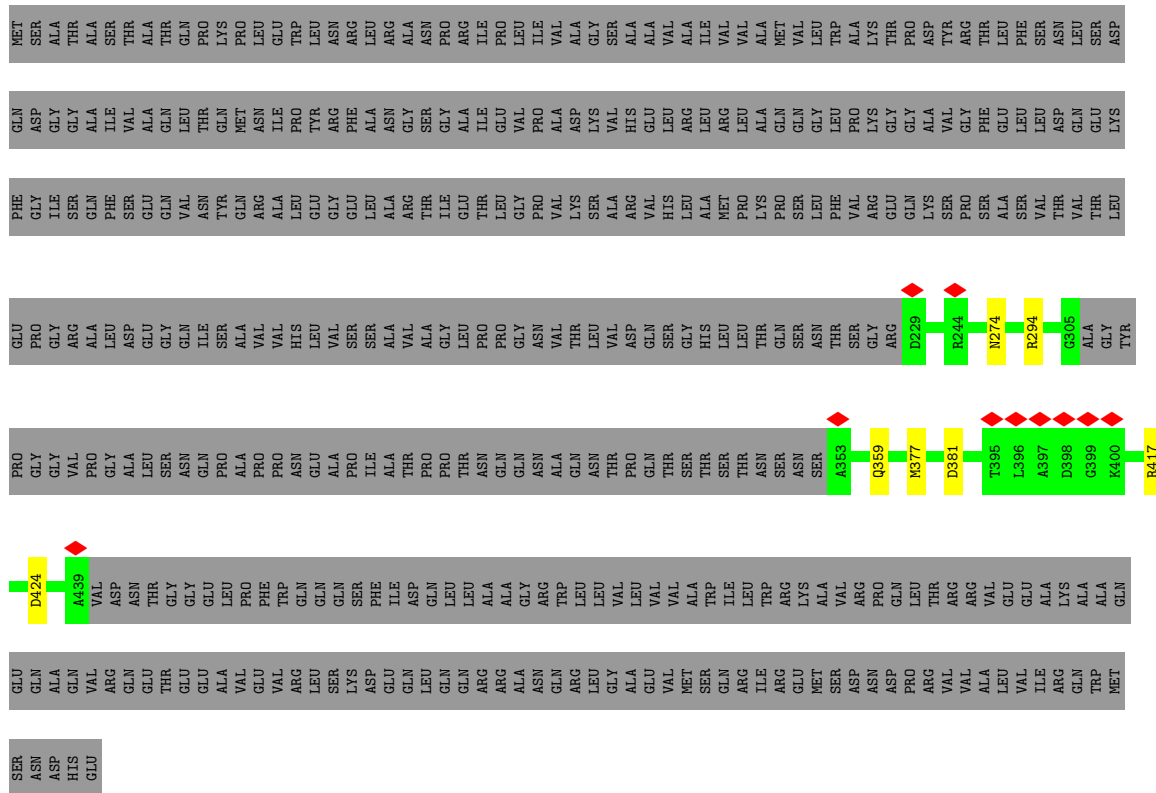 MET SER ALA THR ALA SER THR ALA THR GLN PRO LYS PRO LEU GLU TRP LEU ASN ARG LEU ARG ALA ASN PRO ARG ILE PRO LEU ILE VAL ALA GLY SER ALA ALA VAL ALA ILE VAL VAL ALA MET VAL LEU TRP ALA LYS THR PRO ASP TYR ARG THR LEU PHE SER ASN LEU SER ASP
GLN ASP GLY GLY ALA ILE VAL ALA GLN LEU THR GLN MET ASN ILE PRO TYR ARG PHE ALA ASN GLY SER GLY ALA ILE GLU VAL PRO ALA ASP LYS VAL HIS GLU LEU ARG LEU ARG LEU ALA GLN GLN GLY LEU PRO LYS GLY GLY ALA VAL GLY PHE GLU LEU LEU ASP GLN GLU LYS
PHE GLY ILE SER GLN PHE SER GLU GLN VAL ASN TYR GLN ARG ALA LEU GLU GLY GLU LEU ALA ARG THR ILE GLU THR LEU GLY PRO VAL LYS SER ALA ARG VAL HIS LEU ALA MET PRO LYS PRO SER LEU PHE VAL ARG GLU GLN LYS SER PRO SER ALA SER VAL THR VAL THR LEU
GLU PRO GLY ARG ALA LEU ASP GLU GLY GLN ILE SER ALA VAL VAL HIS LEU VAL SER SER ALA VAL ALA GLY LEU PRO PRO GLY ASN VAL THR LEU VAL ASP GLN SER GLY HIS LEU LEU THR GLN SER ASN THR SER GLY ARG D229 R244 N274 R294 G305 ALA GLY TYR
PRO GLY GLY VAL PRO GLY ALA LEU SER ASN GLN PRO ALA PRO PRO ASN GLU ALA PRO ILE ALA THR PRO PRO THR ASN GLN GLN ASN ALA GLN ASN THR PRO GLN THR SER THR SER THR ASN SER ASN SER A353 Q359 M377 D381 T395 L396 A397 D398 G399 K400 R417
D424 A439 VAL ASP ASN THR GLY GLY GLU LEU PRO PHE TRP GLN GLN GLN SER PHE ILE ASP GLN LEU LEU ALA ALA GLY ARG TRP LEU LEU VAL LEU VAL VAL ALA TRP ILE LEU TRP ARG LYS ALA VAL ARG PRO GLN LEU THR ARG ARG VAL GLU GLU ALA LYS ALA ALA GLN
GLU GLN ALA GLN VAL ARG GLN GLU THR GLU GLU ALA VAL GLU VAL ARG LEU SER LYS ASP GLU GLN LEU GLN GLN ARG ARG ALA ASN GLN ARG LEU GLY ALA GLU VAL MET SER GLN ARG ILE ARG GLU MET SER ASP ASN ASP PRO ARG VAL VAL ALA LEU VAL ILE ARG GLN TRP MET
SER ASN ASP HIS GLU